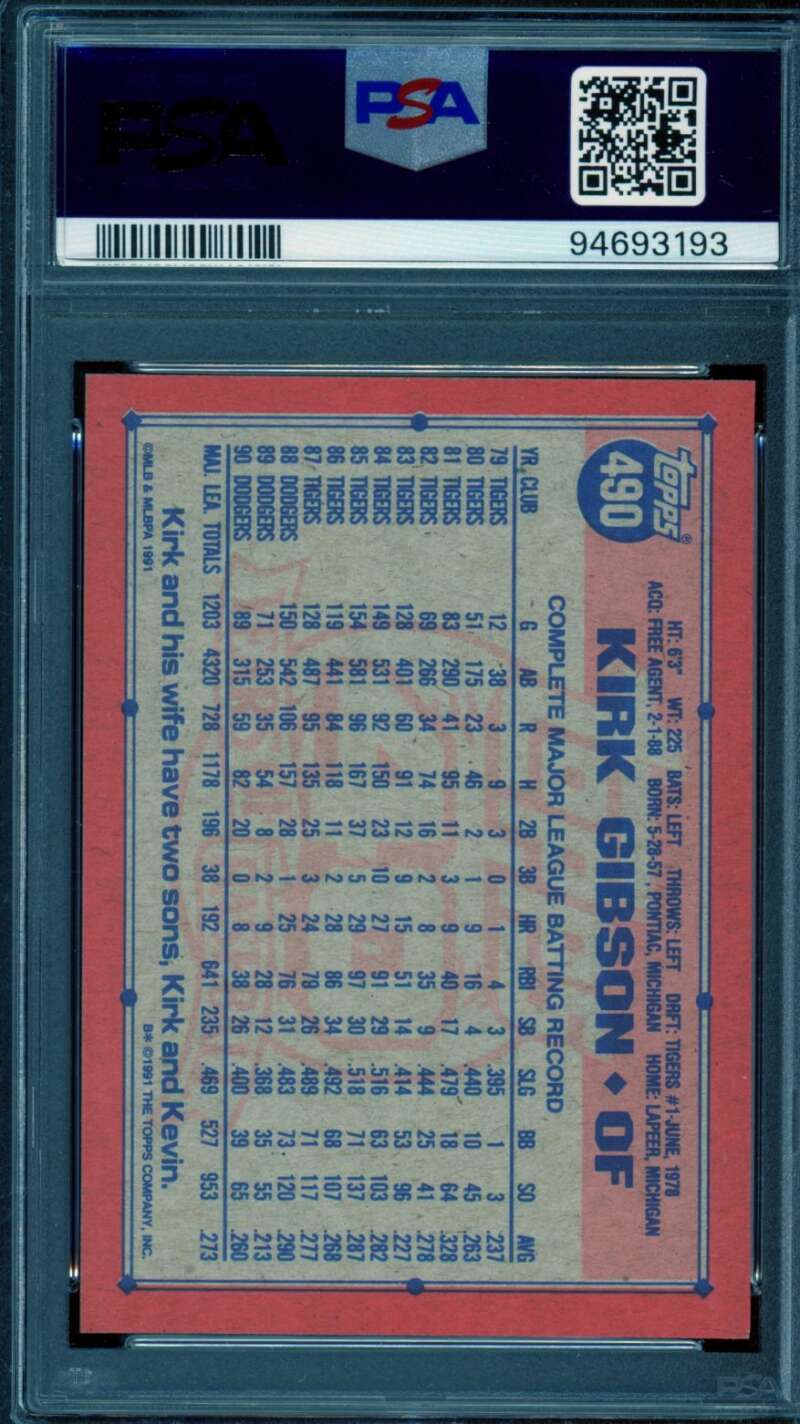 PSA
PSA
94693193
topps®
490
HT: 6'3" WT: 225 BATS: LEFT THROWS: LEFT DRFT: TIGERS #1-JUNE, 1978
ACQ: FREE AGENT, 2-1-88 BORN: 5-28-57, PONTIAC, MICHIGAN HOME: LAPEER, MICHIGAN
KIRK GIBSON ◆ OF
COMPLETE MAJOR LEAGUE BATTING RECORD
YR CLUB G AB R H 2B 3B HR RBI SB SLG BB SO AVG
79 TIGERS 12 38 3 9 3 0 1 4 3 .395 1 3 .237
80 TIGERS 51 175 23 46 2 1 9 16 4 .440 10 45 .263
81 TIGERS 83 290 41 95 11 3 9 40 17 .479 18 64 .328
82 TIGERS 69 266 34 74 16 2 8 35 9 .444 25 41 .278
83 TIGERS 128 401 60 91 12 9 15 51 14 .414 53 96 .227
84 TIGERS 149 531 92 150 23 10 27 91 29 .516 63 103 .282
85 TIGERS 154 581 96 167 37 5 29 97 30 .518 71 137 .287
86 TIGERS 119 441 84 118 11 2 28 86 34 .492 68 107 .268
87 TIGERS 128 487 95 135 25 3 24 79 26 .489 71 117 .277
88 DODGERS 150 542 106 157 28 1 25 76 31 .483 73 120 .290
89 DODGERS 71 253 35 54 8 2 9 28 12 .368 35 55 .213
90 DODGERS 89 315 59 82 20 0 8 38 26 .400 39 65 .260
MAJ. LEA. TOTALS 1203 4320 728 1178 196 38 192 641 235 .469 527 953 .273
Kirk and his wife have two sons, Kirk and Kevin.
©MLB & MLBPA 1991
B* ©1991 THE TOPPS COMPANY, INC.
PSA